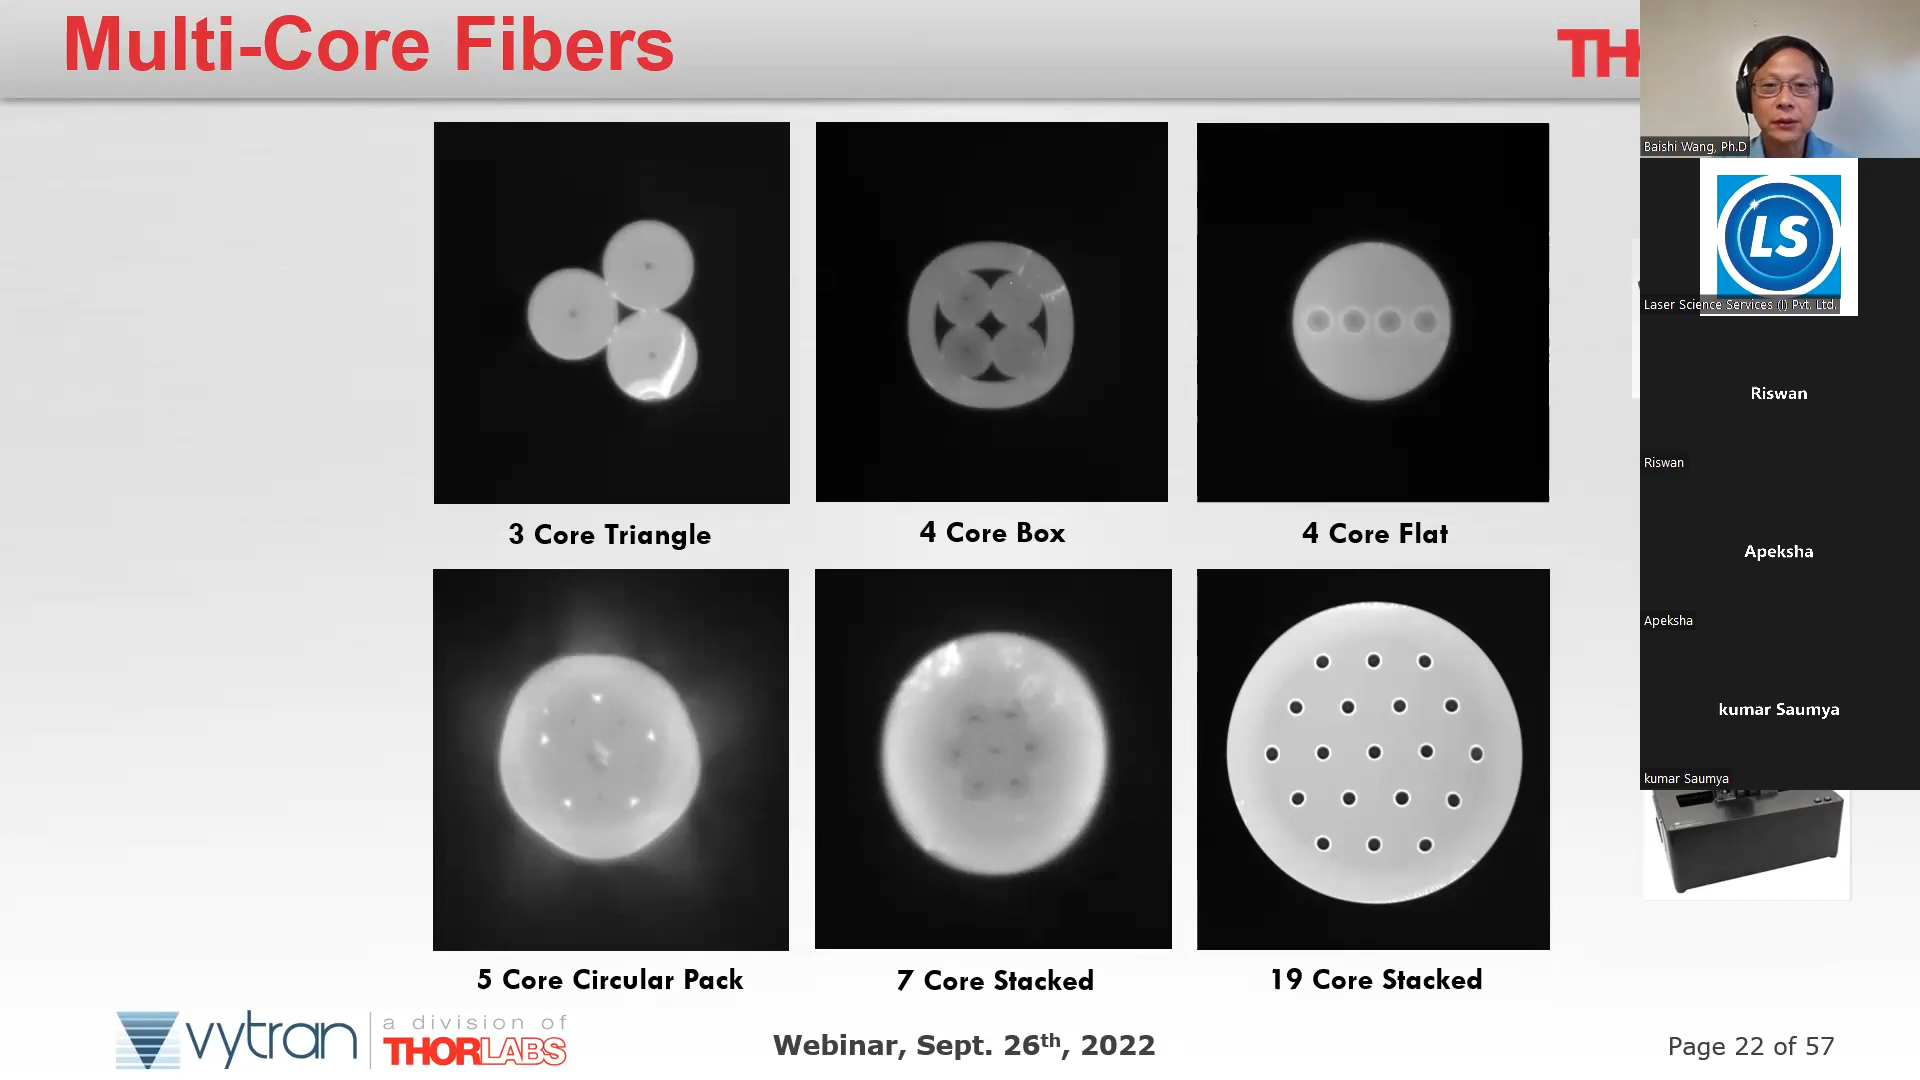 Multi-Core Fibers
TH
Baishi Wang, Ph.D
LS
Laser Science Services (I) Pvt. Ltd.
Riswan
Riswan
Apeksha
Apeksha
kumar Saumya
kumar Saumya
3 Core Triangle
4 Core Box
4 Core Flat
5 Core Circular Pack
7 Core Stacked
19 Core Stacked
vytran
a division of
THORLABS
Webinar, Sept. 26th, 2022
Page 22 of 57